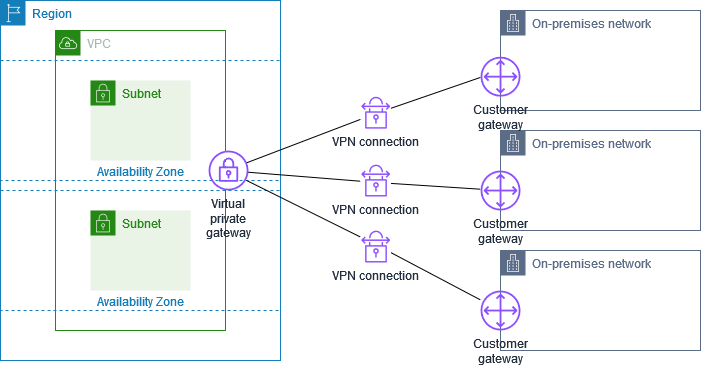 Region
VPC
Subnet
Availability Zone
Subnet
Availability Zone
Virtual
private
gateway
VPN connection
VPN connection
VPN connection
On-premises network
Customer
gateway
On-premises network
Customer
gateway
On-premises network
Customer
gateway